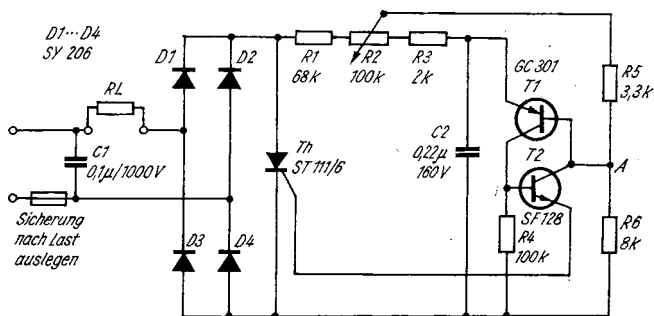 D1...D4
SY 206
D1
D2
R1
68k
R2
100k
R3
2k
GC 301
T1
R5
3,3k
RL
C1
0,1µ/1000V
Th
ST 111/6
C2
0,22µ
160V
T2
A
SF 128
R4
100k
R6
8k
Sicherung
nach Last
auslegen
D3
D4